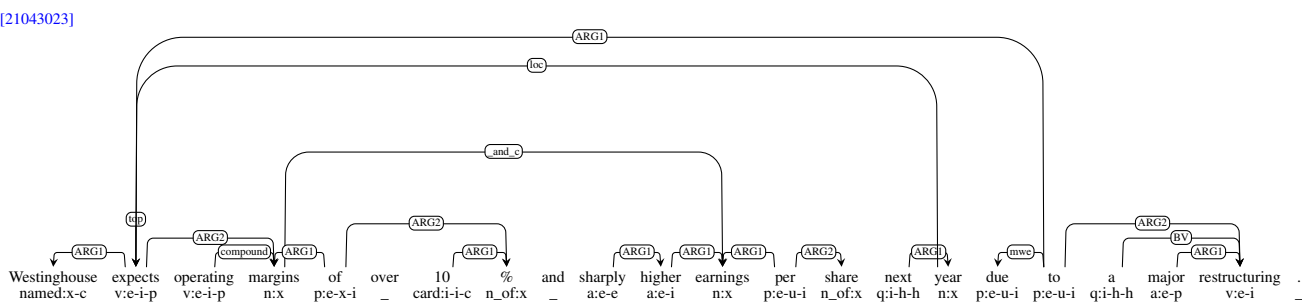 [21043023]
ARG1
loc
_and_c
top
ARG2
ARG2
BV
ARG1 ARG2 compound ARG1 ARG1 ARG1 ARG1 ARG1 ARG2 ARG1 mwe ARG1
Westinghouse expects operating margins of over 10 % and sharply higher earnings per share next year due to a major restructuring .
named:x-c v:e-i-p v:e-i-p n:x p:e-x-i _ card:i-i-c n_of:x _ a:e-e a:e-i n:x p:e-u-i n_of:x q:i-h-h n:x p:e-u-i p:e-u-i q:i-h-h a:e-p v:e-i _